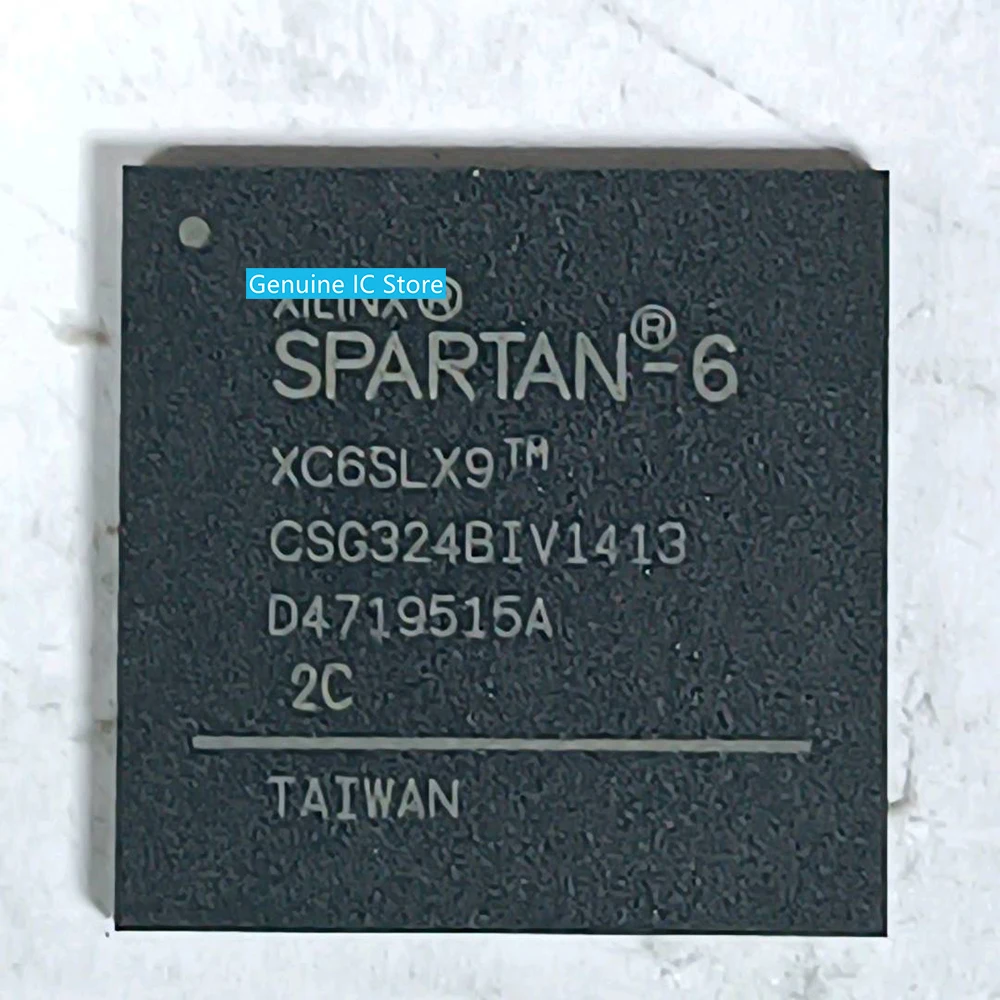 Genuine IC Store
XILINX®
SPARTAN®-6
XC6SLX9™
CSG324BIV1413
D4719515A
2C
TAIWAN